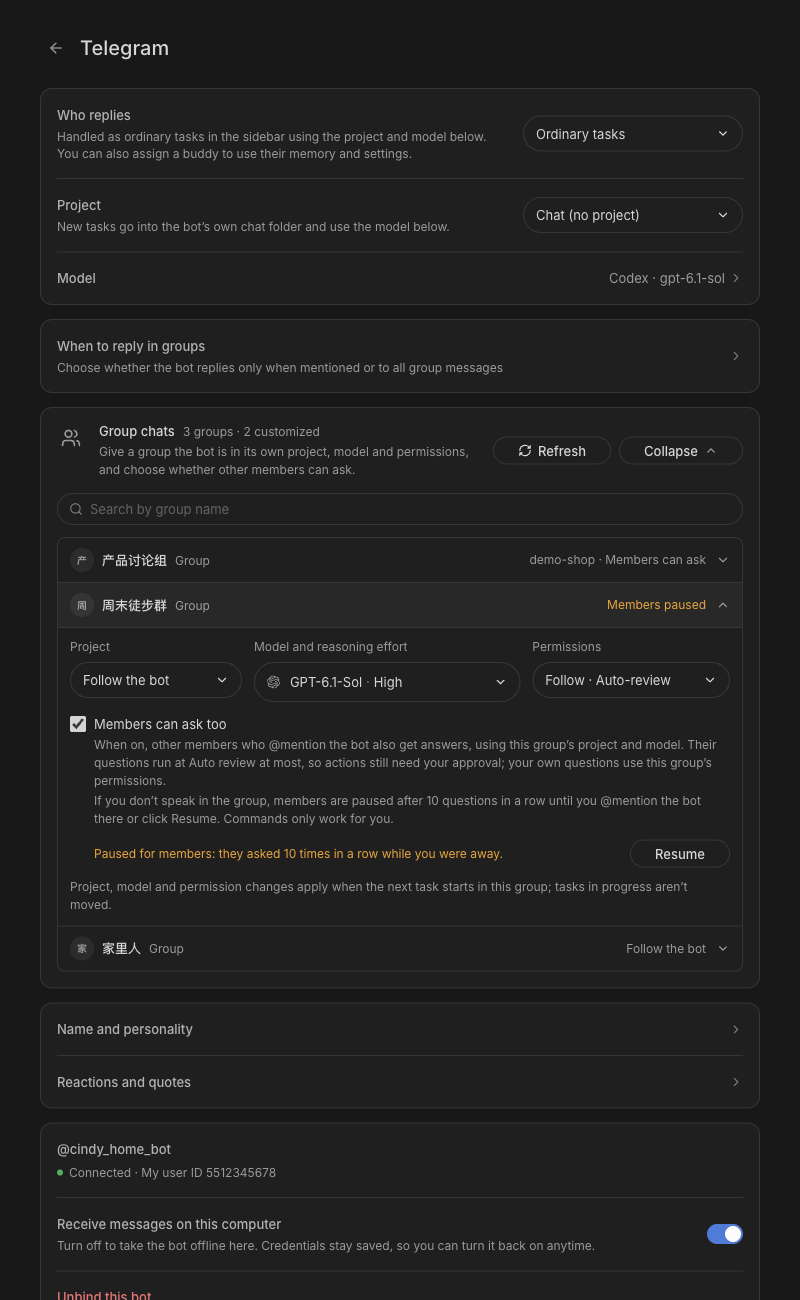 Telegram
Who replies
Handled as ordinary tasks in the sidebar using the project and model below.
You can also assign a buddy to use their memory and settings.
Ordinary tasks
Project
New tasks go into the bot’s own chat folder and use the model below.
Chat (no project)
Model
Codex · gpt-6.1-sol
When to reply in groups
Choose whether the bot replies only when mentioned or to all group messages
Group chats 3 groups · 2 customized
Give a group the bot is in its own project, model and permissions,
and choose whether other members can ask.
Refresh
Collapse
Search by group name
产 产品讨论组 Group
demo-shop · Members can ask
周 周末徒步群 Group
Members paused
Project
Model and reasoning effort
Permissions
Follow the bot
GPT-6.1-Sol · High
Follow · Auto-review
Members can ask too
When on, other members who @mention the bot also get answers, using this group’s project and model. Their
questions run at Auto review at most, so actions still need your approval; your own questions use this group’s
permissions.
If you don’t speak in the group, members are paused after 10 questions in a row until you @mention the bot
there or click Resume. Commands only work for you.
Paused for members: they asked 10 times in a row while you were away.
Resume
Project, model and permission changes apply when the next task starts in this group; tasks in progress aren’t
moved.
家 家里人 Group
Follow the bot
Name and personality
Reactions and quotes
@cindy_home_bot
Connected · My user ID 5512345678
Receive messages on this computer
Turn off to take the bot offline here. Credentials stay saved, so you can turn it back on anytime.
Unbind this bot